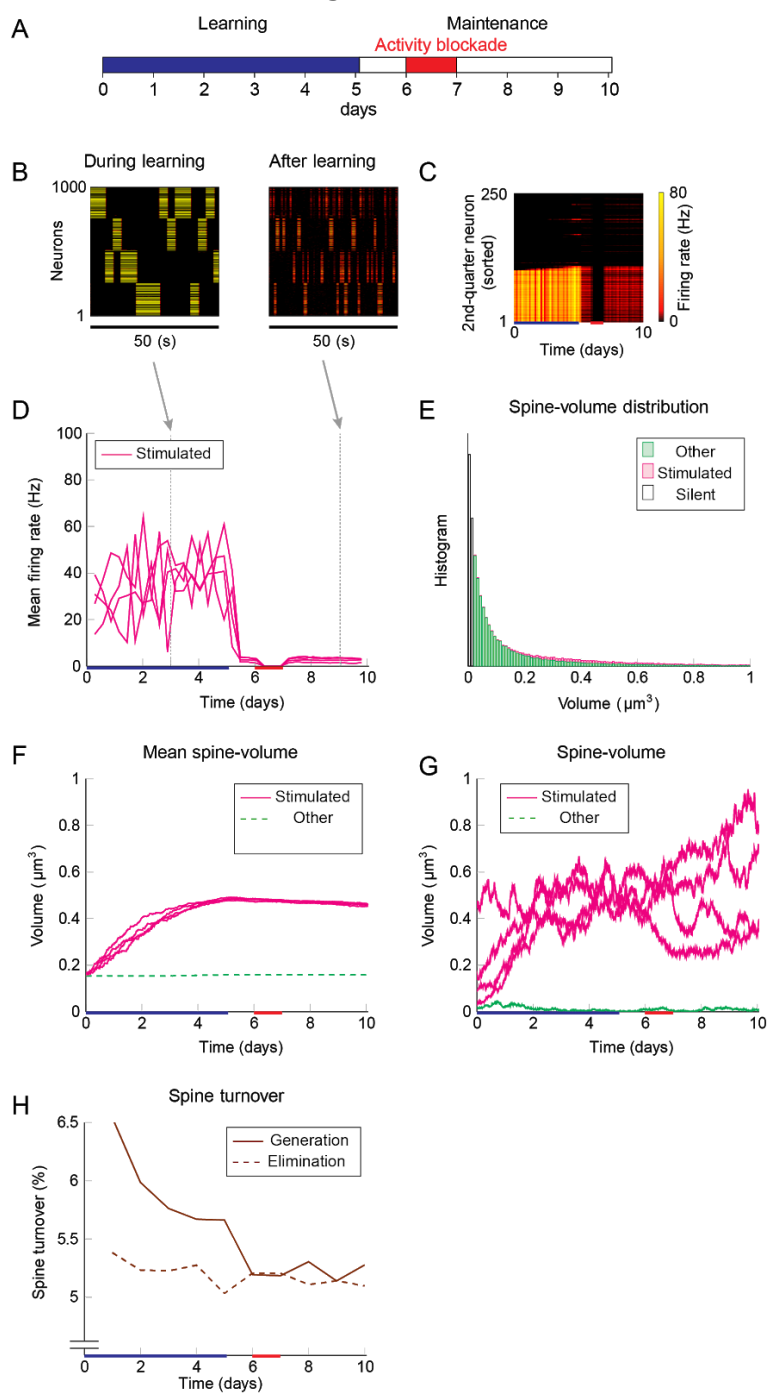 A
Learning
Maintenance
Activity blockade
0 1 2 3 4 5 6 7 8 9 10
days
B
During learning
After learning
1000
Neurons
1
50 (s)
50 (s)
C
250
2nd-quarter neuron
(sorted)
1
0
10
Time (days)
80
Firing rate (Hz)
0
D
100
80
60
40
20
0
Mean firing rate (Hz)
Stimulated
0 2 4 6 8 10
Time (days)
E
Spine-volume distribution
Other
Stimulated
Silent
Histogram
0 0.2 0.4 0.6 0.8 1
Volume (µm³)
F
Mean spine-volume
Stimulated
Other
1
0.8
0.6
0.4
0.2
0
Volume (µm³)
0 2 4 6 8 10
Time (days)
G
Spine-volume
Stimulated
Other
1
0.8
0.6
0.4
0.2
0
Volume (µm³)
0 2 4 6 8 10
Time (days)
H
Spine turnover
Generation
Elimination
6.5
6
5.5
5
Spine turnover (%)
0 2 4 6 8 10
Time (days)